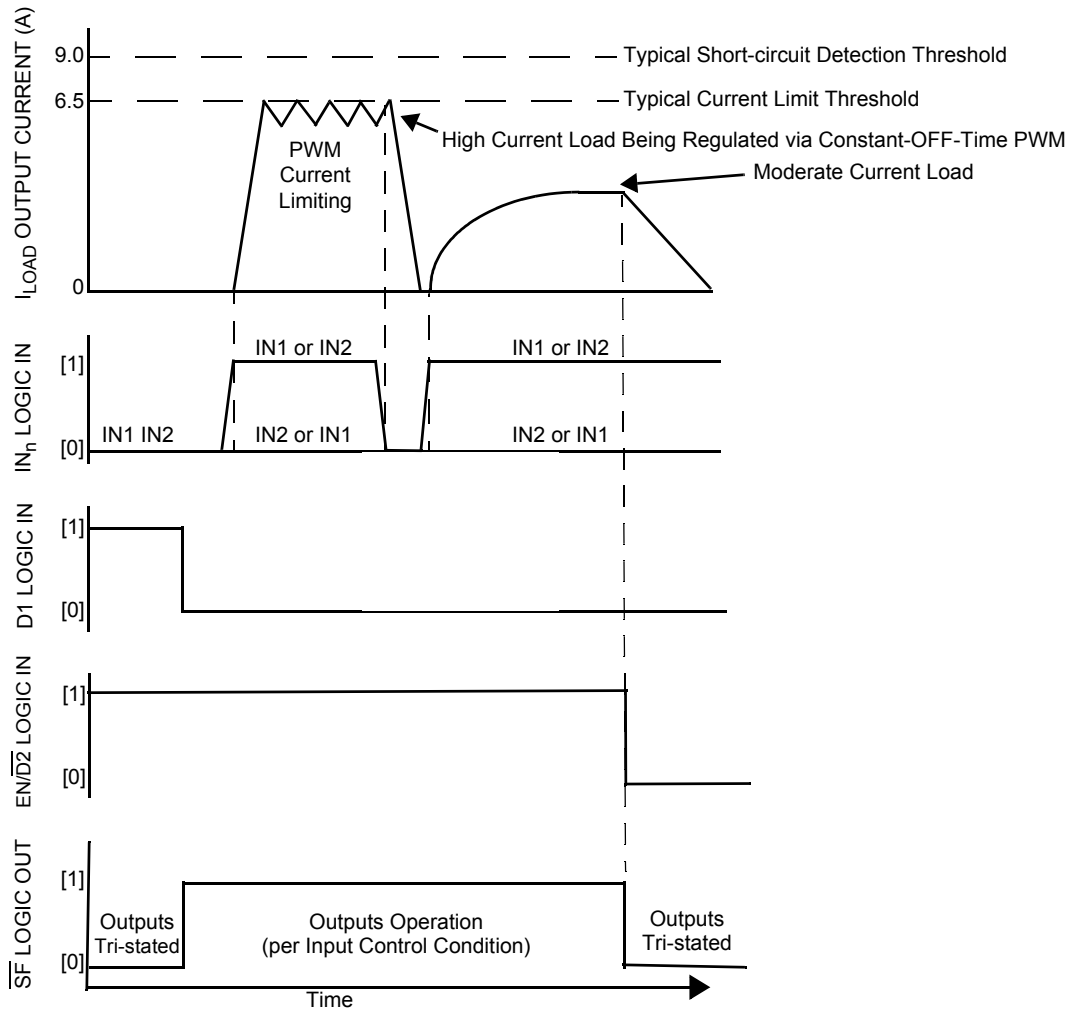 I_LOAD OUTPUT CURRENT (A)
9.0
Typical Short-circuit Detection Threshold
6.5
Typical Current Limit Threshold
High Current Load Being Regulated via Constant-OFF-Time PWM
PWM
Current
Limiting
Moderate Current Load
0
IN_n LOGIC IN
[1]
IN1 or IN2
IN1 or IN2
[0]
IN1 IN2
IN2 or IN1
IN2 or IN1
D1 LOGIC IN
[1]
[0]
EN/D̅2̅ LOGIC IN
[1]
[0]
S̅F̅ LOGIC OUT
[1]
[0]
Outputs
Tri-stated
Outputs Operation
(per Input Control Condition)
Outputs
Tri-stated
Time